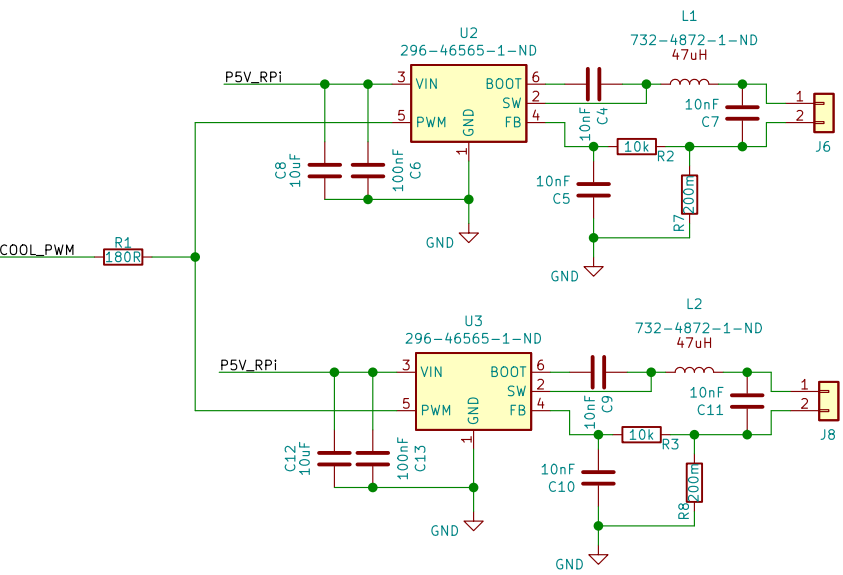 L1
U2
732-4872-1-ND
296-46565-1-ND
47uH
P5V_RPi
3 VIN
BOOT 6
SW 2
5 PWM
FB 4
GND
1
10nF
C4
10nF
C7
1
2
J6
10k
R2
C8
10uF
100nF
C6
10nF
C5
R7
200m
GND
GND
COOL_PWM
R1
180R
L2
U3
732-4872-1-ND
296-46565-1-ND
47uH
P5V_RPi
3 VIN
BOOT 6
SW 2
5 PWM
FB 4
GND
1
10nF
C9
10nF
C11
1
2
J8
10k
R3
C12
10uF
100nF
C13
10nF
C10
R8
200m
GND
GND